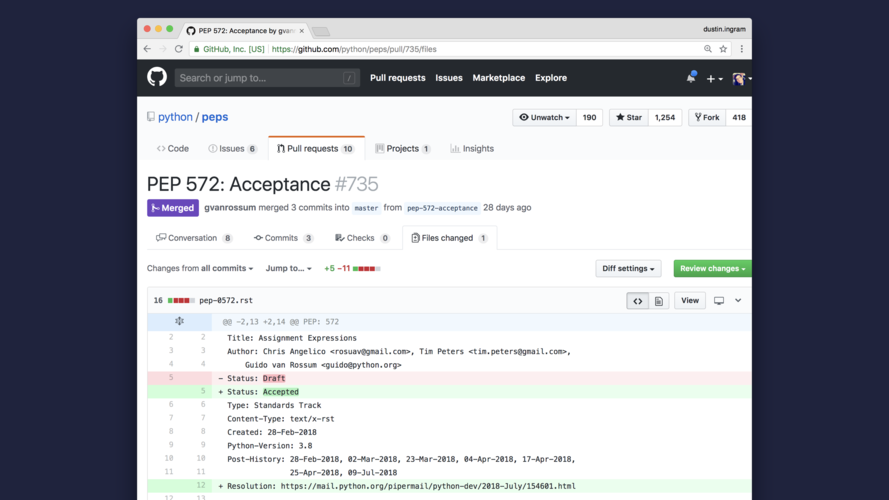 PEP 572: Acceptance by gvanr
dustin.ingram
GitHub, Inc. [US] | https://github.com/python/peps/pull/735/files
Search or jump to... /
Pull requests Issues Marketplace Explore
python / peps
Unwatch 190 Star 1,254 Fork 418
Code Issues 6 Pull requests 10 Projects 1 Insights
PEP 572: Acceptance #735
Merged gvanrossum merged 3 commits into master from pep-572-acceptance 28 days ago
Conversation 8 Commits 3 Checks 0 Files changed 1
Changes from all commits Jump to... +5 −11 Diff settings Review changes
16 pep-0572.rst View
@@ -2,13 +2,14 @@ PEP: 572
2 2 Title: Assignment Expressions
3 3 Author: Chris Angelico <rosuav@gmail.com>, Tim Peters <tim.peters@gmail.com>,
4 4 Guido van Rossum <guido@python.org>
5 - Status: Draft
5 + Status: Accepted
6 6 Type: Standards Track
7 7 Content-Type: text/x-rst
8 8 Created: 28-Feb-2018
9 9 Python-Version: 3.8
10 10 Post-History: 28-Feb-2018, 02-Mar-2018, 23-Mar-2018, 04-Apr-2018, 17-Apr-2018,
11 11 25-Apr-2018, 09-Jul-2018
12 + Resolution: https://mail.python.org/pipermail/python-dev/2018-July/154601.html
12 13